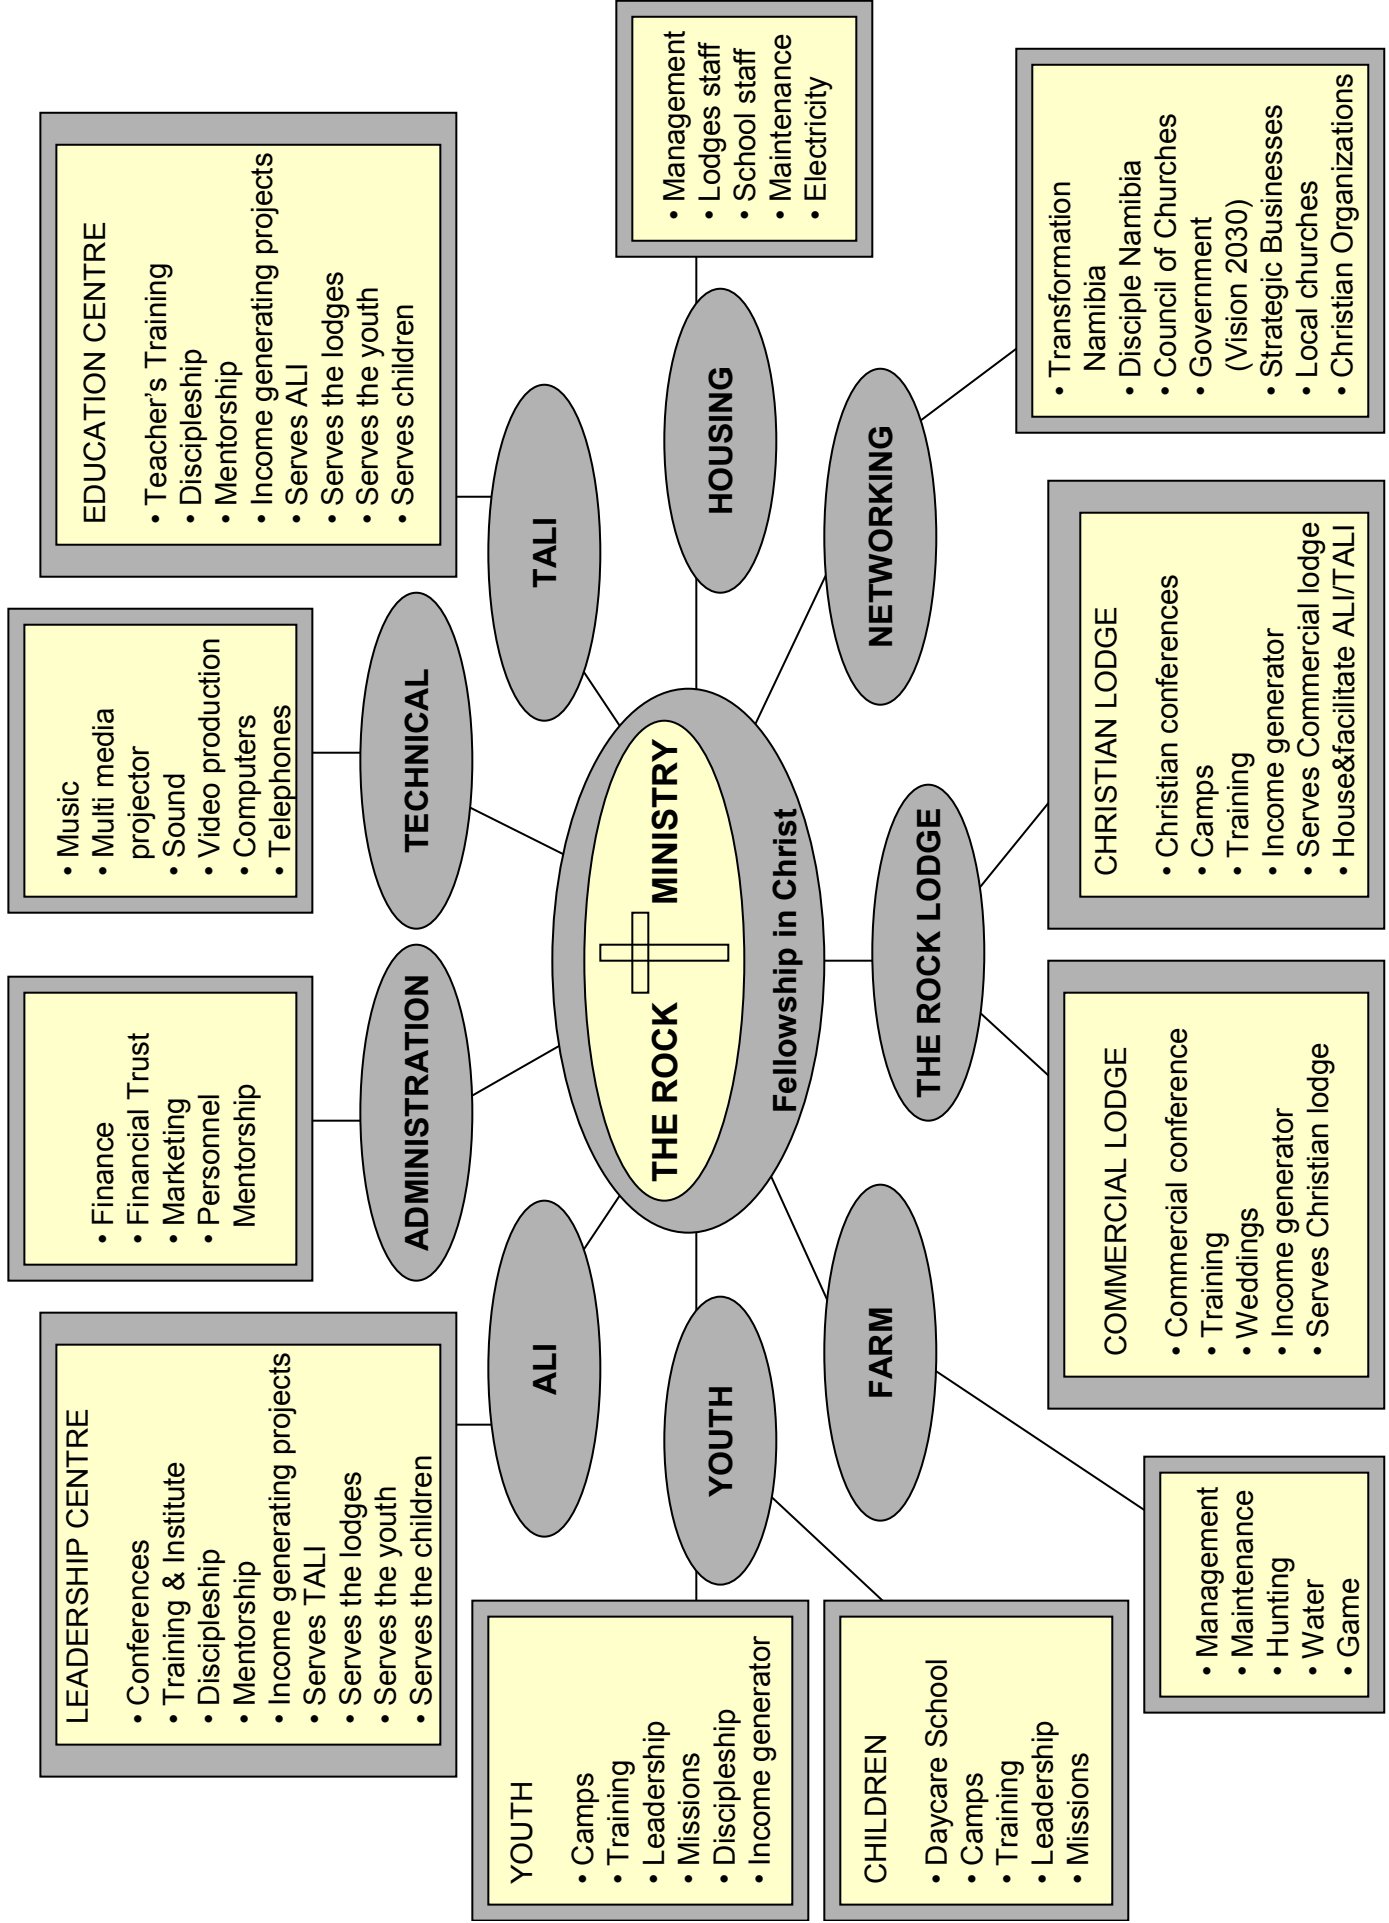 LEADERSHIP CENTRE
• Conferences
• Training & Institute
• Discipleship
• Mentorship
• Income generating projects
• Serves TALI
• Serves the lodges
• Serves the youth
• Serves the children
• Finance
• Financial Trust
• Marketing
• Personnel
Mentorship
• Music
• Multi media
projector
• Sound
• Video production
• Computers
• Telephones
EDUCATION CENTRE
• Teacher's Training
• Discipleship
• Mentorship
• Income generating projects
• Serves ALI
• Serves the lodges
• Serves the youth
• Serves children
ALI
ADMINISTRATION
TECHNICAL
TALI
YOUTH
• Camps
• Training
• Leadership
• Missions
• Discipleship
• Income generator
YOUTH
THE ROCK MINISTRY
Fellowship in Christ
HOUSING
• Management
• Lodges staff
• School staff
• Maintenance
• Electricity
CHILDREN
• Daycare School
• Camps
• Training
• Leadership
• Missions
FARM
THE ROCK LODGE
NETWORKING
• Management
• Maintenance
• Hunting
• Water
• Game
COMMERCIAL LODGE
• Commercial conference
• Training
• Weddings
• Income generator
• Serves Christian lodge
CHRISTIAN LODGE
• Christian conferences
• Camps
• Training
• Income generator
• Serves Commercial lodge
• House&facilitate ALI/TALI
• Transformation
Namibia
• Disciple Namibia
• Council of Churches
• Government
(Vision 2030)
• Strategic Businesses
• Local churches
• Christian Organizations